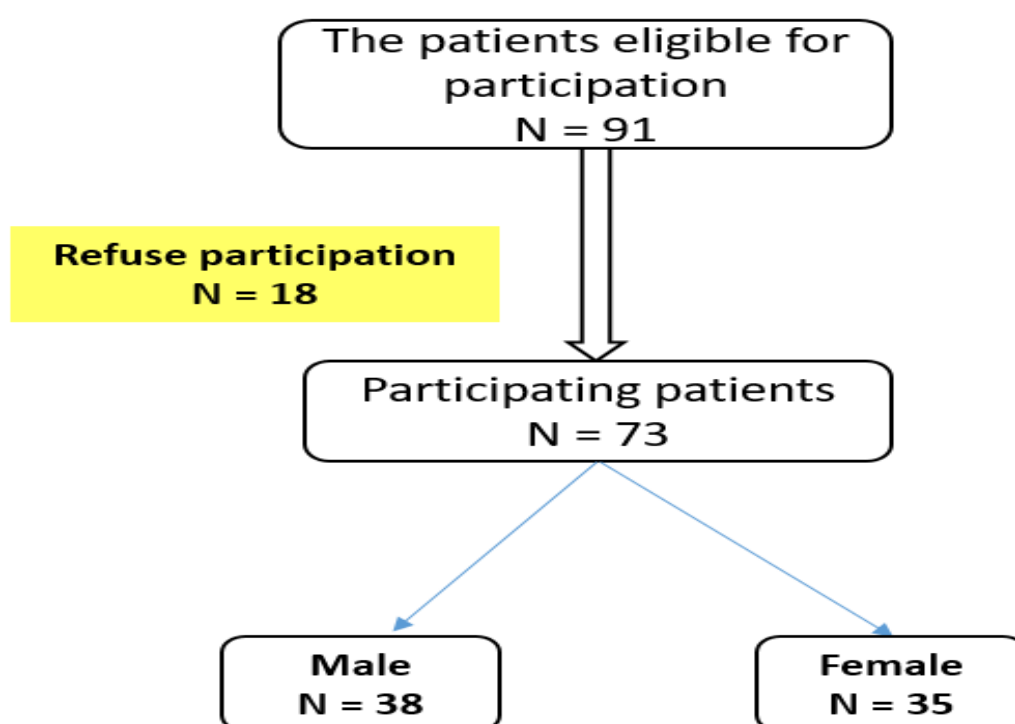 The patients eligible for
participation
N = 91
Refuse participation
N = 18
Participating patients
N = 73
Male
N = 38
Female
N = 35